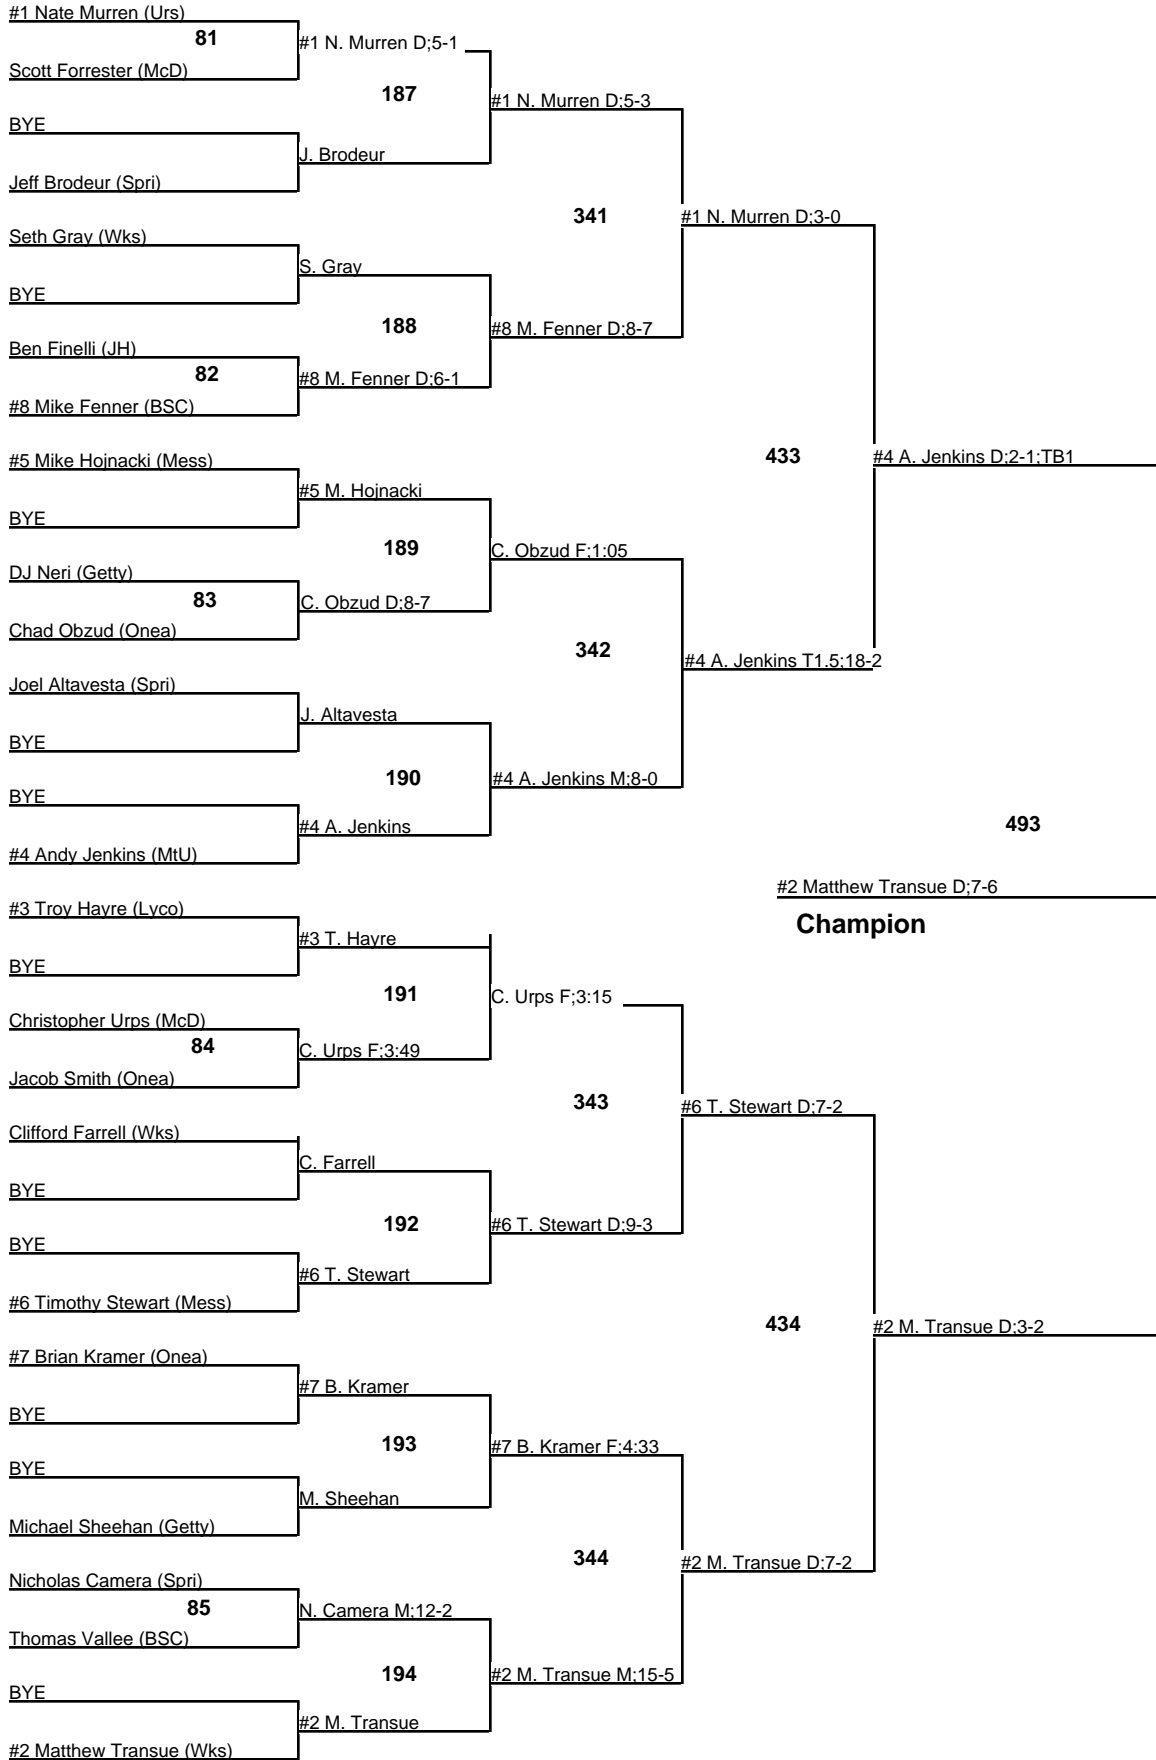 #1 Nate Murren (Urs)
81
#1 N. Murren D;5-1
Scott Forrester (McD)
187
#1 N. Murren D;5-3
BYE
J. Brodeur
Jeff Brodeur (Spri)
341
#1 N. Murren D;3-0
Seth Gray (Wks)
S. Gray
BYE
188
#8 M. Fenner D;8-7
Ben Finelli (JH)
82
#8 M. Fenner D;6-1
#8 Mike Fenner (BSC)
433
#4 A. Jenkins D;2-1;TB1
#5 Mike Hojnacki (Mess)
#5 M. Hojnacki
BYE
189
C. Obzud F;1:05
DJ Neri (Getty)
83
C. Obzud D;8-7
Chad Obzud (Onea)
342
#4 A. Jenkins T1.5;18-2
Joel Altavesta (Spri)
J. Altavesta
BYE
190
#4 A. Jenkins M;8-0
BYE
#4 A. Jenkins
493
#4 Andy Jenkins (MtU)
#2 Matthew Transue D;7-6
Champion
#3 Troy Hayre (Lyco)
#3 T. Hayre
BYE
191
C. Urps F;3:15
Christopher Urps (McD)
84
C. Urps F;3:49
Jacob Smith (Onea)
343
#6 T. Stewart D;7-2
Clifford Farrell (Wks)
C. Farrell
BYE
192
#6 T. Stewart D;9-3
BYE
#6 T. Stewart
#6 Timothy Stewart (Mess)
434
#2 M. Transue D;3-2
#7 Brian Kramer (Onea)
#7 B. Kramer
BYE
193
#7 B. Kramer F;4:33
BYE
M. Sheehan
Michael Sheehan (Getty)
344
#2 M. Transue D;7-2
Nicholas Camera (Spri)
85
N. Camera M;12-2
Thomas Vallee (BSC)
194
#2 M. Transue M;15-5
BYE
#2 M. Transue
#2 Matthew Transue (Wks)